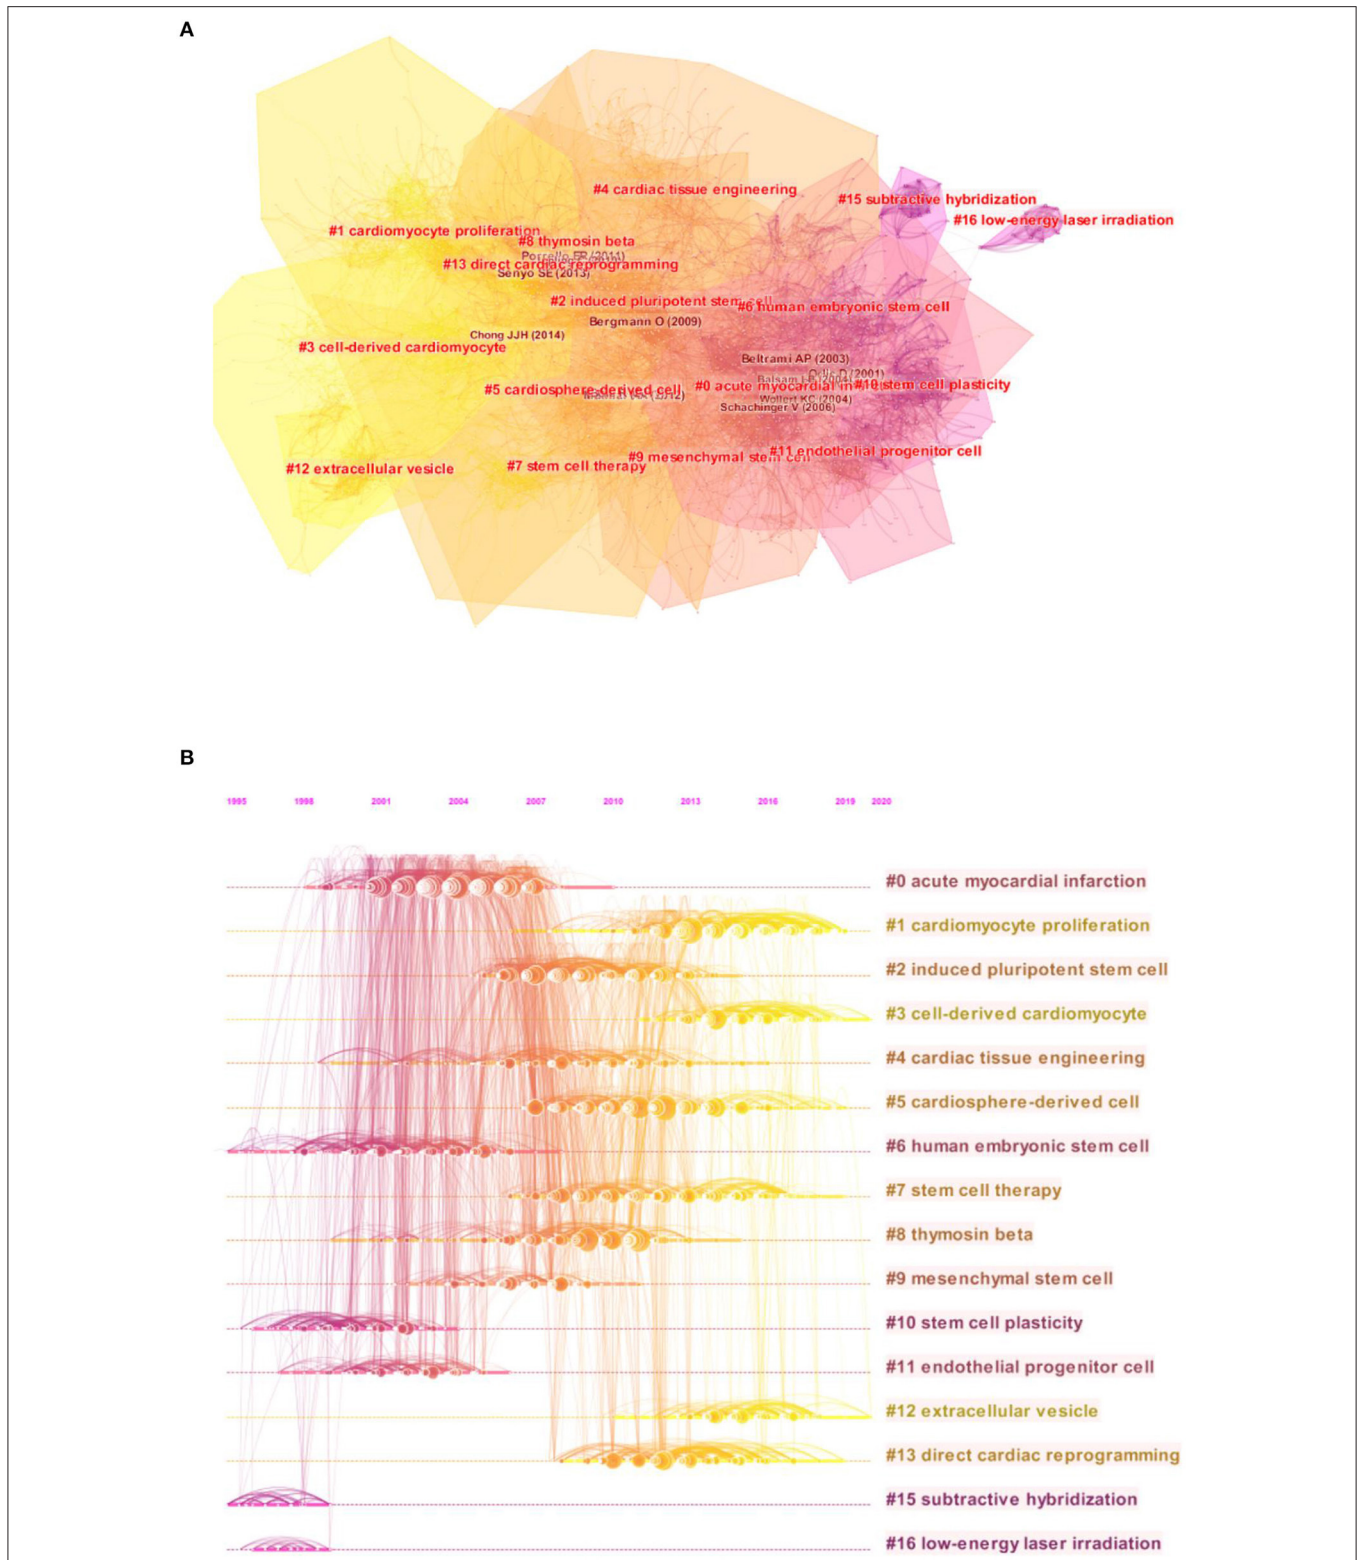 A
#4 cardiac tissue engineering
#15 subtractive hybridization
#16 low-energy laser irradiation
#1 cardiomyocyte proliferation
#8 thymosin beta
Porrello ER (2011)
#13 direct cardiac reprogramming
Senyo SE (2013)
#2 induced pluripotent stem cell
#6 human embryonic stem cell
Bergmann O (2009)
Chong JJH (2014)
#3 cell-derived cardiomyocyte
Beltrami AP (2003)
(2001)
Balsam (2004)
#5 cardiosphere-derived cell
#0 acute myocardial
#10 stem cell plasticity
(2012)
Wollert KC (2004)
Schachinger V (2006)
#9 mesenchymal stem cell
#11 endothelial progenitor cell
#12 extracellular vesicle
#7 stem cell therapy
B
1995 1998 2001 2004 2007 2010 2013 2016 2019 2020
#0 acute myocardial infarction
#1 cardiomyocyte proliferation
#2 induced pluripotent stem cell
#3 cell-derived cardiomyocyte
#4 cardiac tissue engineering
#5 cardiosphere-derived cell
#6 human embryonic stem cell
#7 stem cell therapy
#8 thymosin beta
#9 mesenchymal stem cell
#10 stem cell plasticity
#11 endothelial progenitor cell
#12 extracellular vesicle
#13 direct cardiac reprogramming
#15 subtractive hybridization
#16 low-energy laser irradiation